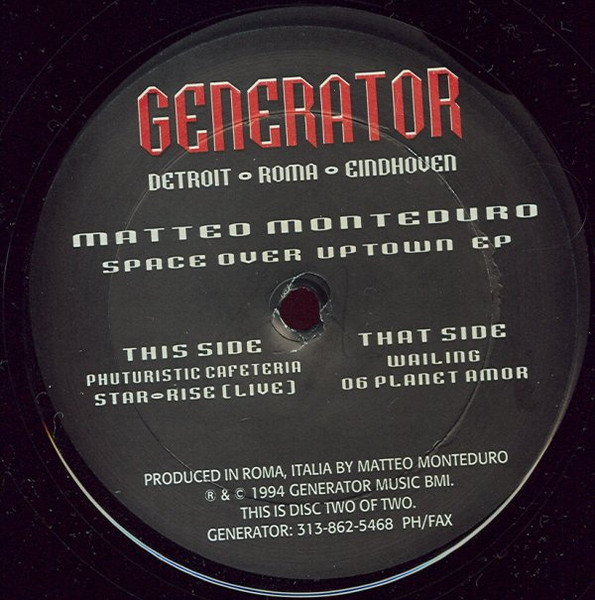 GENERATOR
DETROIT • ROMA • EINDHOVEN
MATTEO MONTEDURO
SPACE OVER UPTOWN EP
THIS SIDE
PHUTURISTIC CAFETERIA
STAR•RISE (LIVE)
THAT SIDE
WAILING
06 PLANET AMOR
PRODUCED IN ROMA, ITALIA BY MATTEO MONTEDURO
℗ & © 1994 GENERATOR MUSIC BMI.
THIS IS DISC TWO OF TWO.
GENERATOR: 313-862-5468 PH/FAX